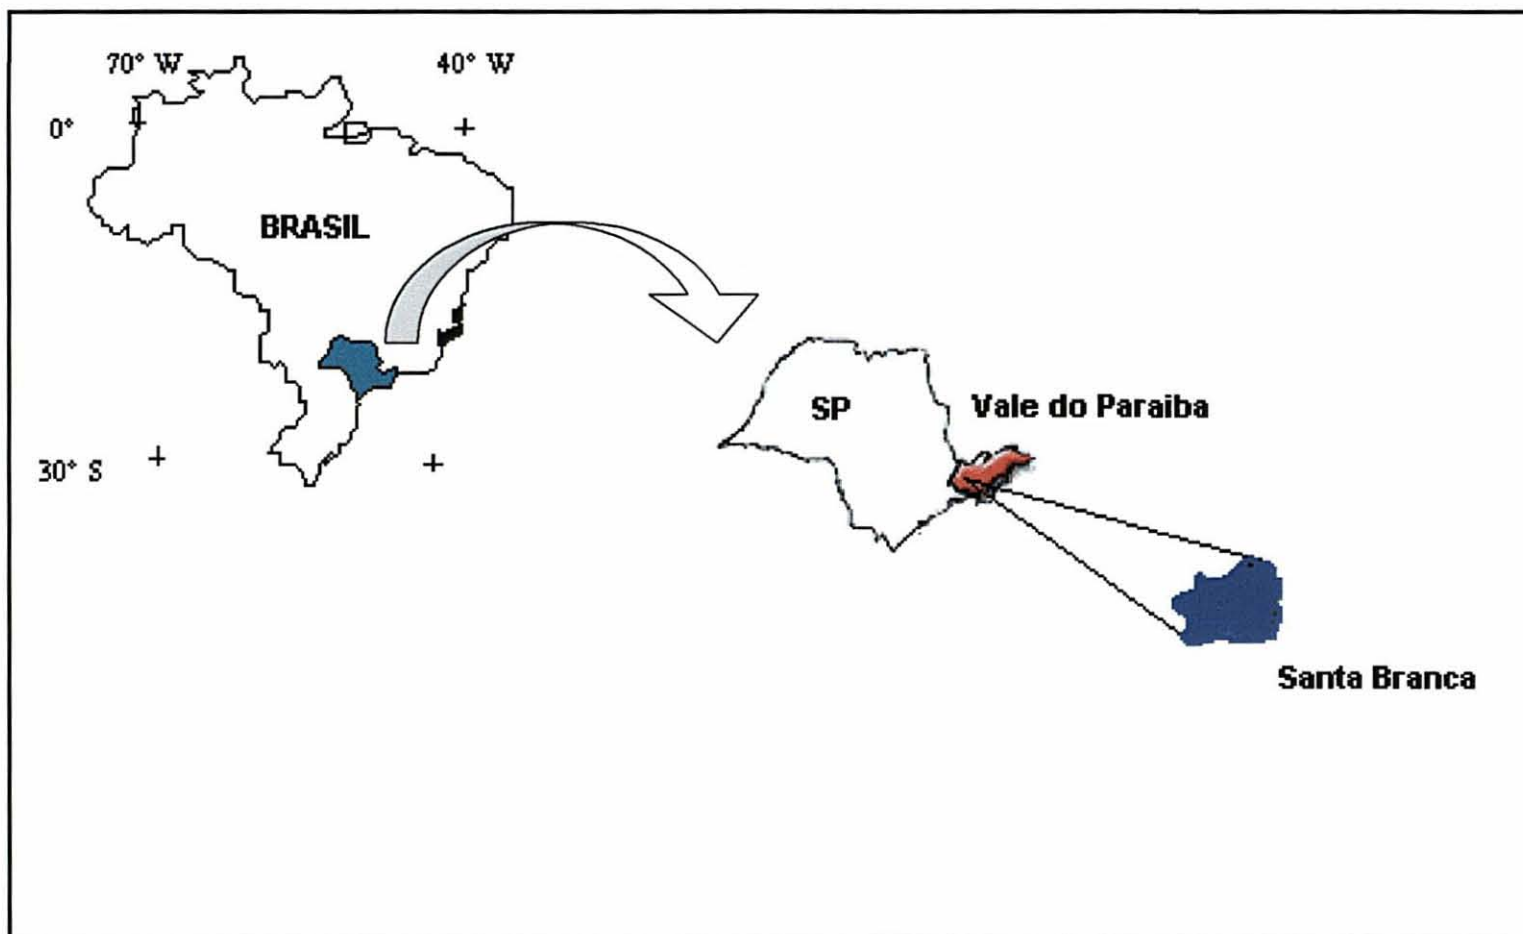 70° W 40° W
0°
BRASIL
SP
Vale do Paraiba
30° S
Santa Branca